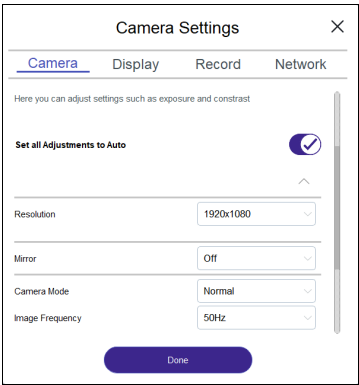 Camera Settings
Camera Display Record Network
Here you can adjust settings such as exposure and constrast
Set all Adjustments to Auto
Resolution 1920x1080
Mirror Off
Camera Mode Normal
Image Frequency 50Hz
Done